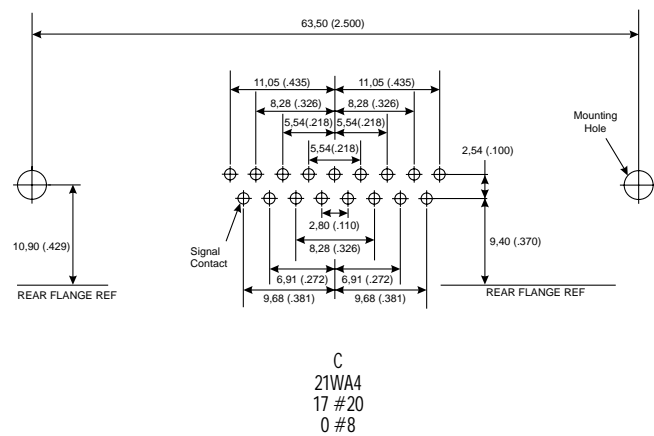 63,50 (2.500)
11,05 (.435) 11,05 (.435)
8,28 (.326) 8,28 (.326)
5,54(.218) 5,54(.218)
5,54(.218)
Mounting
Hole
2,54 (.100)
2,80 (.110)
10,90 (.429)
Signal
Contact
8,28 (.326)
9,40 (.370)
6,91 (.272) 6,91 (.272)
9,68 (.381) 9,68 (.381)
REAR FLANGE REF REAR FLANGE REF
C
21WA4
17 #20
0 #8